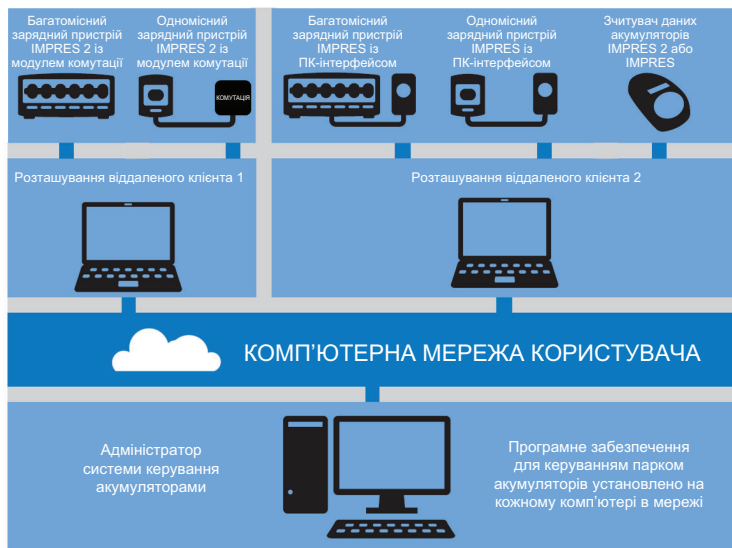 Багатомісний
зарядний пристрій
IMPRES 2 із
модулем комутації
Одномісний
зарядний пристрій
IMPRES 2 із
модулем комутації
КОМУТАЦІЯ
Багатомісний
зарядний пристрій
IMPRES із
ПК-інтерфейсом
Одномісний
зарядний пристрій
IMPRES із
ПК-інтерфейсом
Зчитувач даних
акумуляторів
IMPRES 2 або
IMPRES
Розташування віддаленого клієнта 1
Розташування віддаленого клієнта 2
КОМП'ЮТЕРНА МЕРЕЖА КОРИСТУВАЧА
Адміністратор
системи керування
акумуляторами
Програмне забезпечення
для керуванням парком
акумуляторів установлено на
кожному комп'ютері в мережі